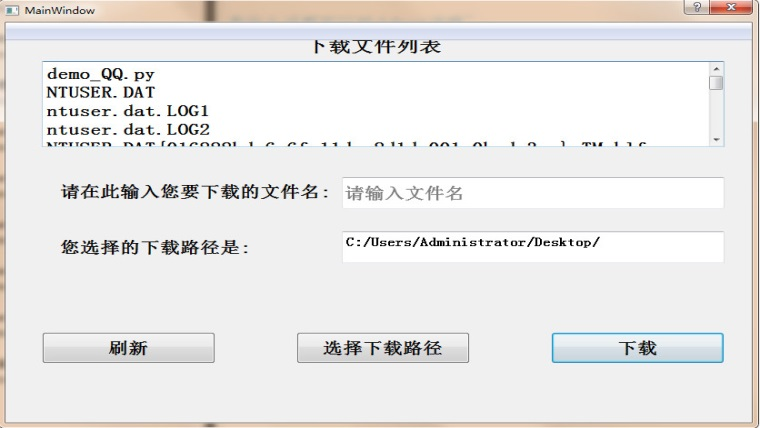 MainWindow
下载文件列表
demo_QQ.py
NTUSER.DAT
ntuser.dat.LOG1
ntuser.dat.LOG2
请在此输入您要下载的文件名:
请输入文件名
您选择的下载路径是:
C:/Users/Administrator/Desktop/
刷新
选择下载路径
下载